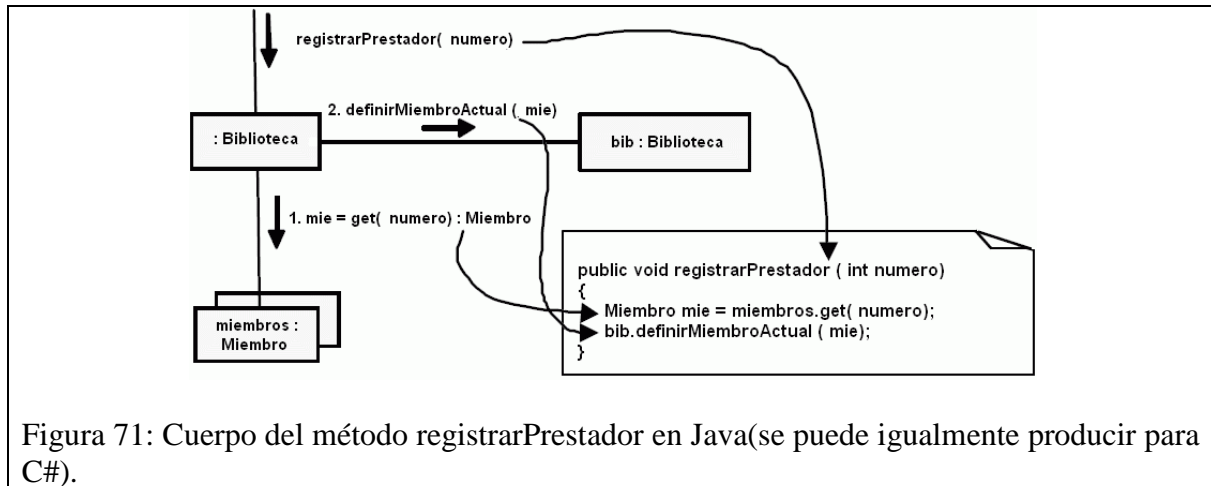 registrarPrestador( numero)
2. definirMiembroActual ( mie)
: Biblioteca
bib : Biblioteca
1. mie = get( numero) : Miembro
miembros :
Miembro
public void registrarPrestador ( int numero)
{
Miembro mie = miembros.get( numero);
bib.definirMiembroActual ( mie);
}
Figura 71: Cuerpo del método registrarPrestador en Java(se puede igualmente producir para
C#).